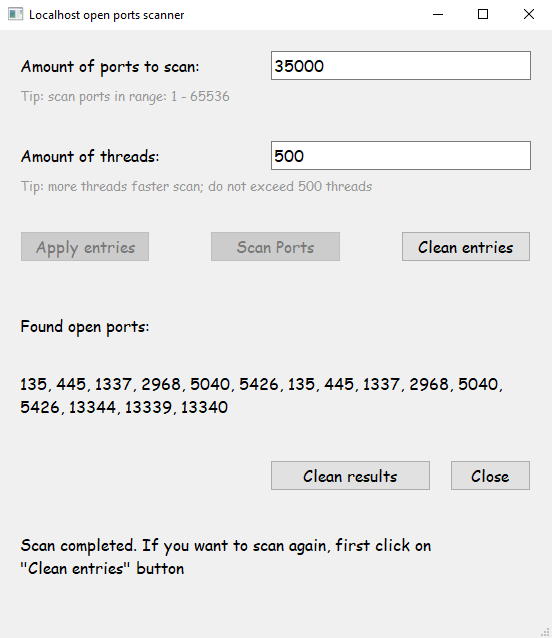 Localhost open ports scanner
Amount of ports to scan:
35000
Tip: scan ports in range: 1 - 65536
Amount of threads:
500
Tip: more threads faster scan; do not exceed 500 threads
Apply entries
Scan Ports
Clean entries
Found open ports:
135, 445, 1337, 2968, 5040, 5426, 135, 445, 1337, 2968, 5040,
5426, 13344, 13339, 13340
Clean results
Close
Scan completed. If you want to scan again, first click on
"Clean entries" button